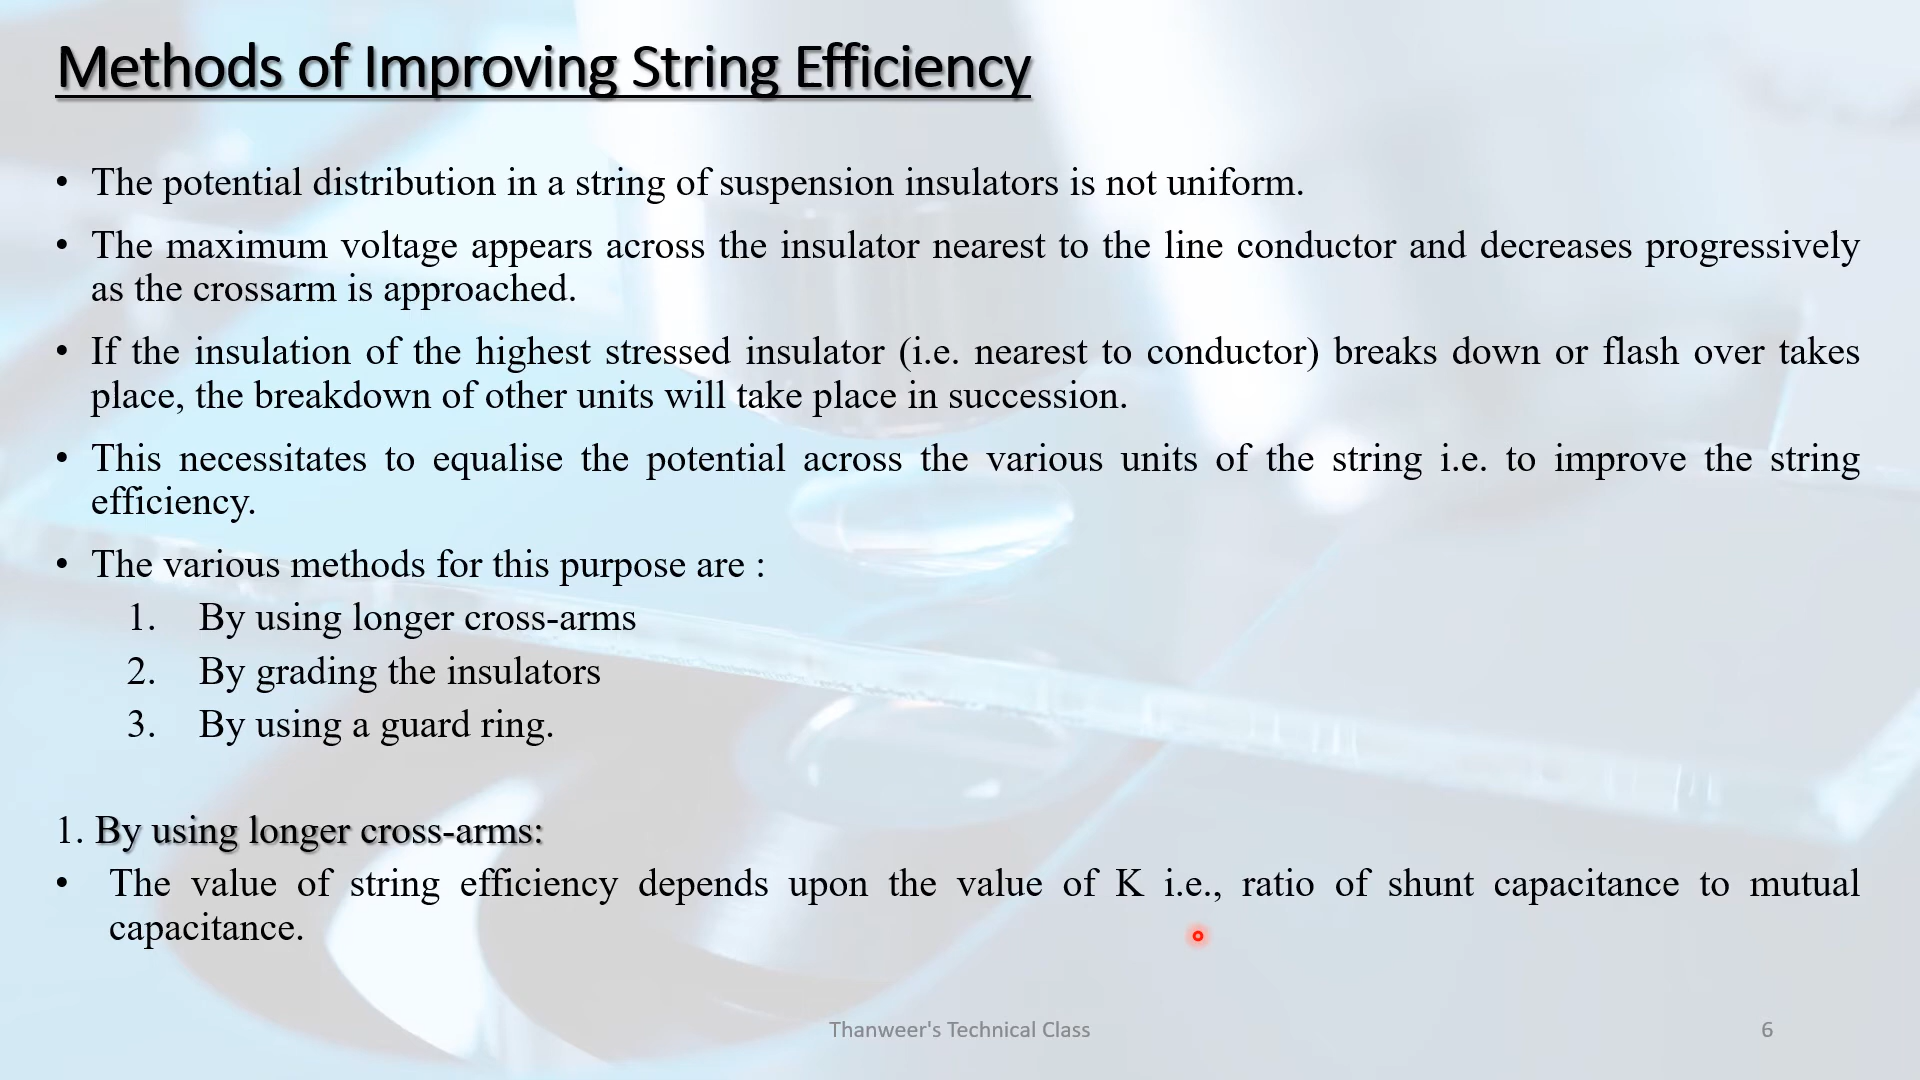 Methods of Improving String Efficiency
• The potential distribution in a string of suspension insulators is not uniform.
• The maximum voltage appears across the insulator nearest to the line conductor and decreases progressively
as the crossarm is approached.
• If the insulation of the highest stressed insulator (i.e. nearest to conductor) breaks down or flash over takes
place, the breakdown of other units will take place in succession.
• This necessitates to equalise the potential across the various units of the string i.e. to improve the string
efficiency.
• The various methods for this purpose are :
1. By using longer cross-arms
2. By grading the insulators
3. By using a guard ring.
1. By using longer cross-arms:
• The value of string efficiency depends upon the value of K i.e., ratio of shunt capacitance to mutual
capacitance.
Thanweer's Technical Class
6